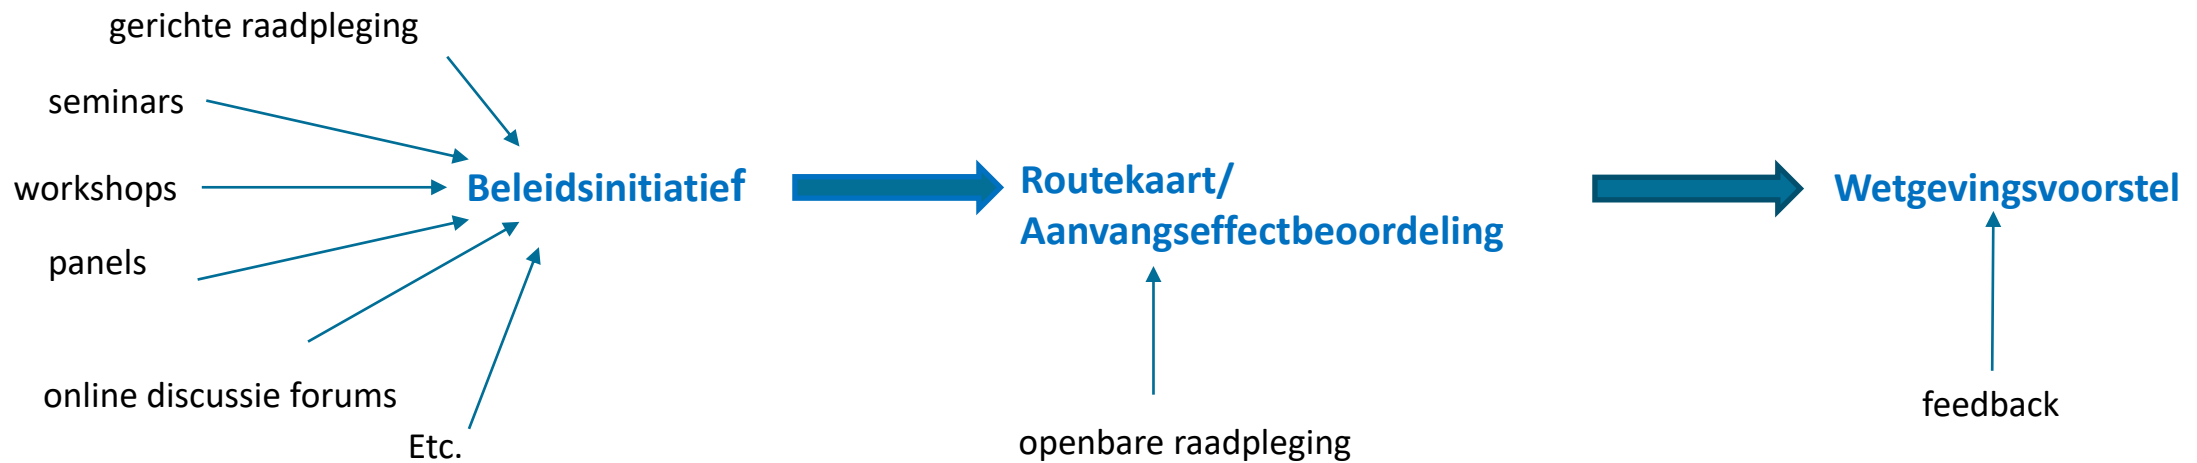 gerichte raadpleging
seminars
workshops
panels
online discussie forums
Etc.
Beleidsinitiatief
Routekaart/
Aanvangseffectbeoordeling
openbare raadpleging
Wetgevingsvoorstel
feedback